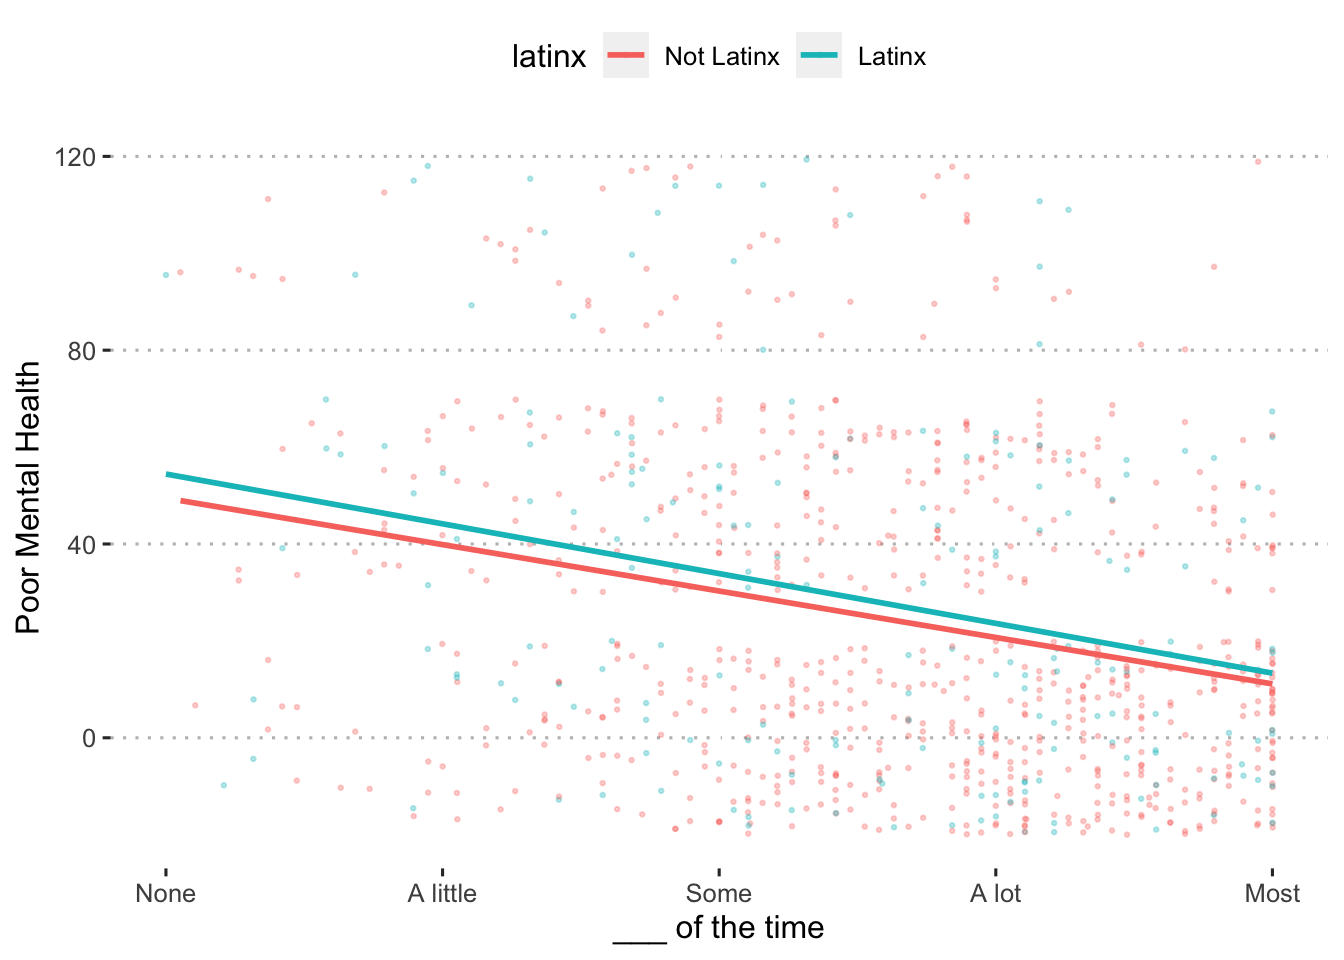 latinx Not Latinx Latinx
120
80
40
0
Poor Mental Health
None A little Some A lot Most
___ of the time